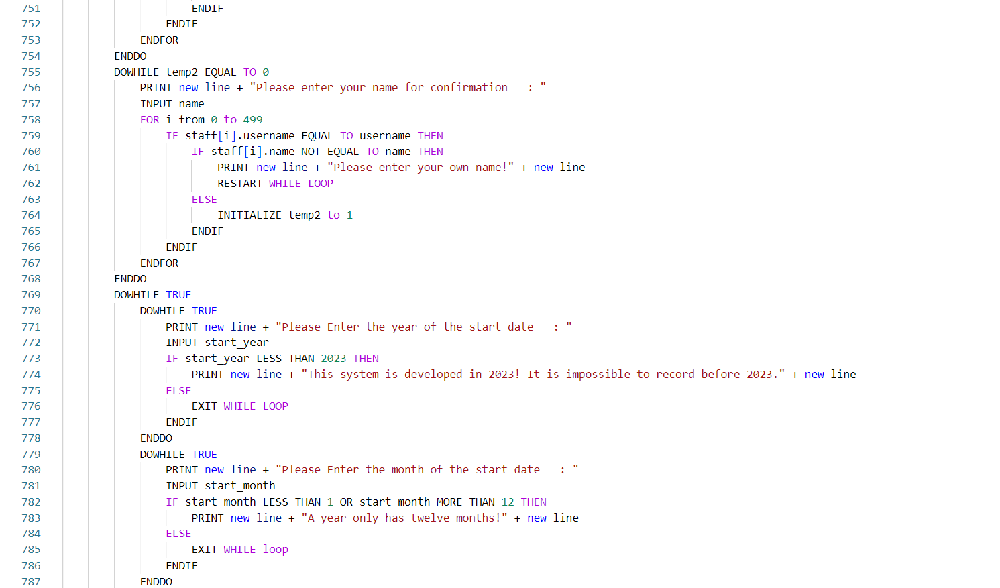 751 ENDIF
752 ENDIF
753 ENDFOR
754 ENDDO
755 DOWHILE temp2 EQUAL TO 0
756 PRINT new line + "Please enter your name for confirmation   : "
757 INPUT name
758 FOR i from 0 to 499
759 IF staff[i].username EQUAL TO username THEN
760 IF staff[i].name NOT EQUAL TO name THEN
761 PRINT new line + "Please enter your own name!" + new line
762 RESTART WHILE LOOP
763 ELSE
764 INITIALIZE temp2 to 1
765 ENDIF
766 ENDIF
767 ENDFOR
768 ENDDO
769 DOWHILE TRUE
770 DOWHILE TRUE
771 PRINT new line + "Please Enter the year of the start date   : "
772 INPUT start_year
773 IF start_year LESS THAN 2023 THEN
774 PRINT new line + "This system is developed in 2023! It is impossible to record before 2023." + new line
775 ELSE
776 EXIT WHILE LOOP
777 ENDIF
778 ENDDO
779 DOWHILE TRUE
780 PRINT new line + "Please Enter the month of the start date   : "
781 INPUT start_month
782 IF start_month LESS THAN 1 OR start_month MORE THAN 12 THEN
783 PRINT new line + "A year only has twelve months!" + new line
784 ELSE
785 EXIT WHILE loop
786 ENDIF
787 ENDDO